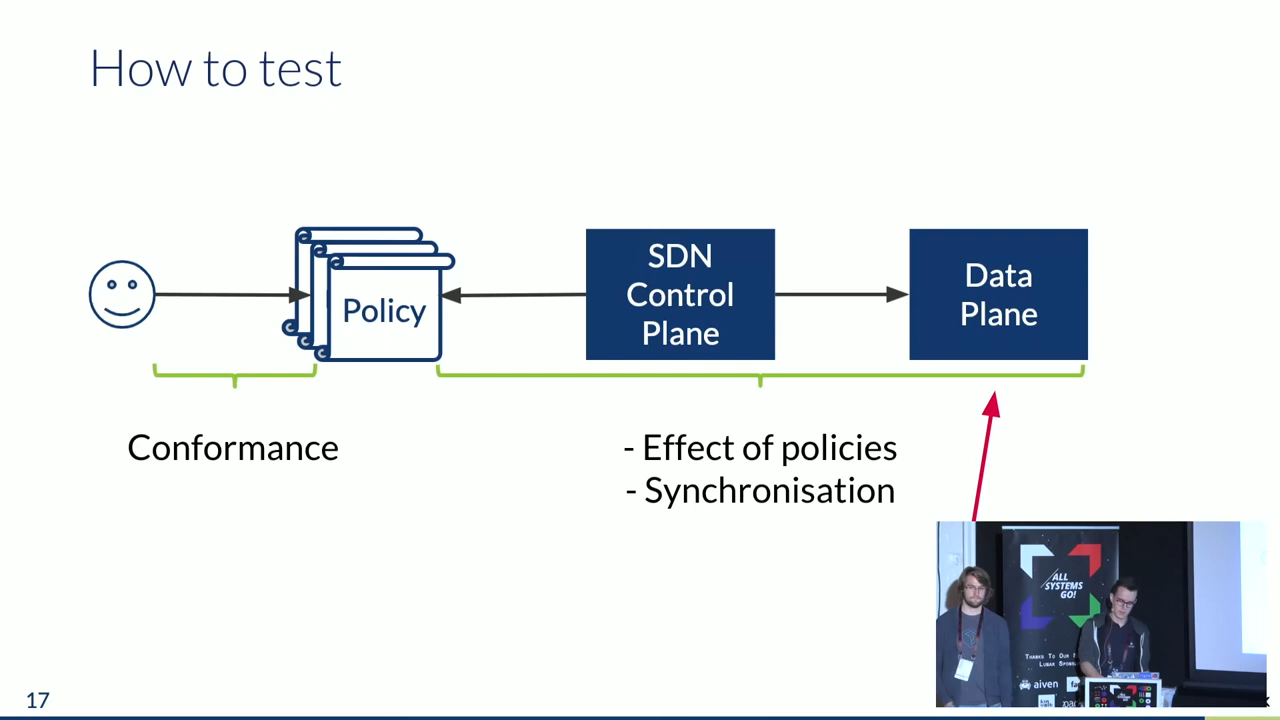 How to test
Policy
SDN
Control
Plane
Data
Plane
Conformance
- Effect of policies
- Synchronisation
ALL
SYSTEMS
GO!
aiven
17